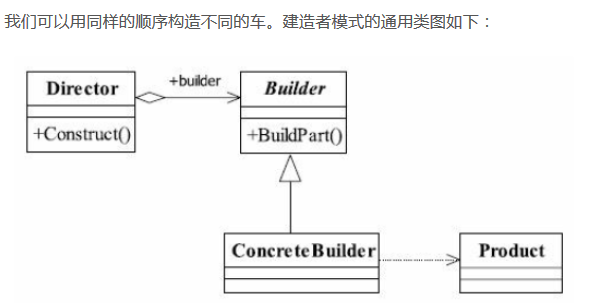 我们可以用同样的顺序构造不同的车。建造者模式的通用类图如下：
Director
+builder
Builder
+Construct()
+BuildPart()
ConcreteBuilder
Product